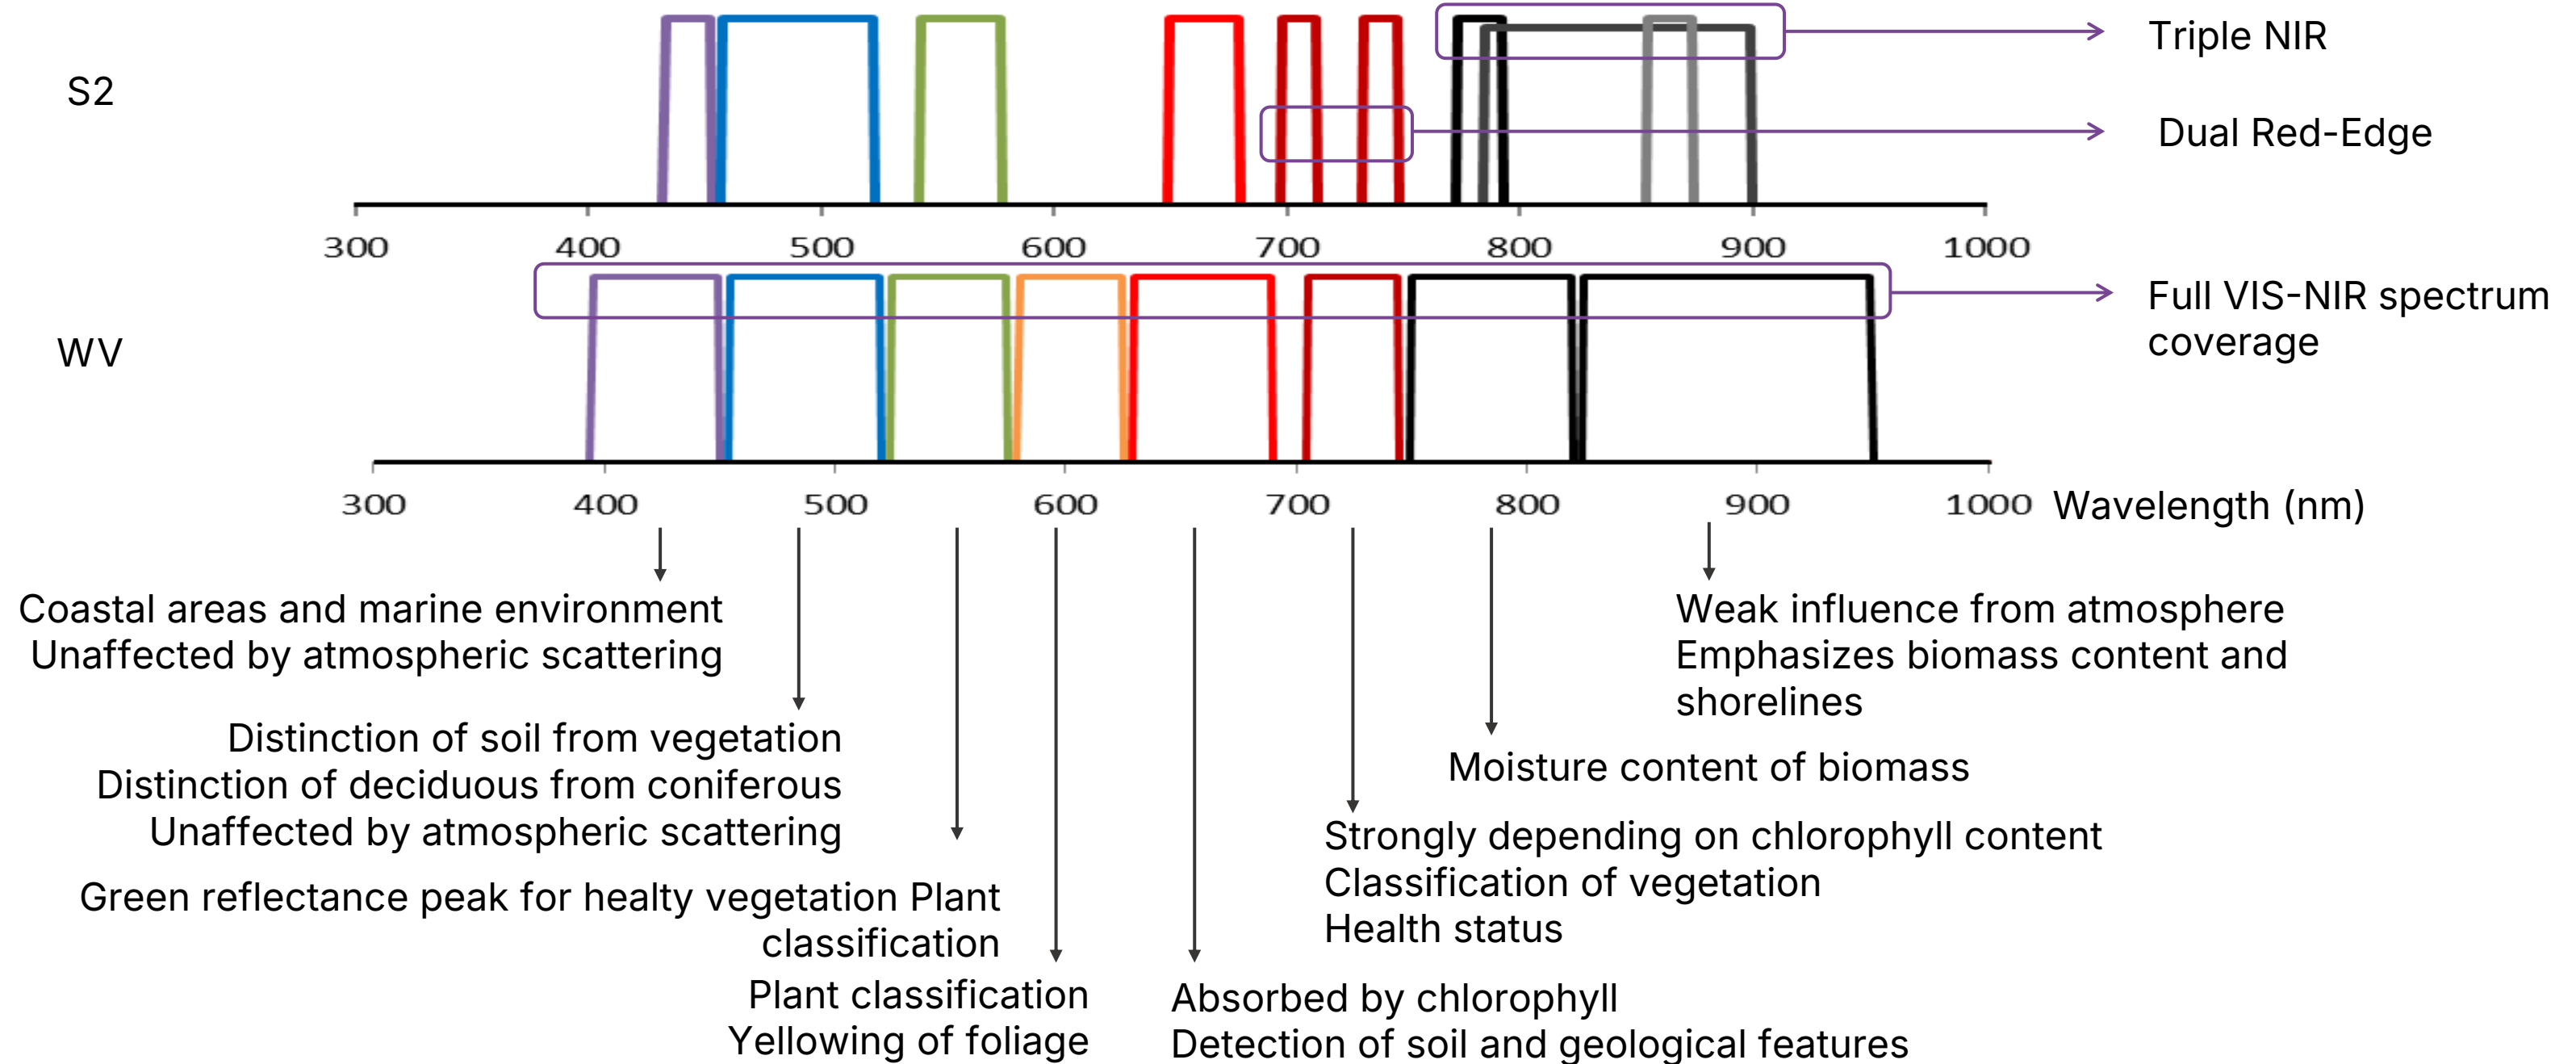 Triple NIR
S2
Dual Red-Edge
300 400 500 600 700 800 900 1000
Full VIS-NIR spectrum
coverage
WV
300 400 500 600 700 800 900 1000 Wavelength (nm)
Coastal areas and marine environment
Unaffected by atmospheric scattering
Weak influence from atmosphere
Emphasizes biomass content and
shorelines
Distinction of soil from vegetation
Distinction of deciduous from coniferous
Unaffected by atmospheric scattering
Moisture content of biomass
Strongly depending on chlorophyll content
Classification of vegetation
Health status
Green reflectance peak for healty vegetation Plant
classification
Plant classification
Yellowing of foliage
Absorbed by chlorophyll
Detection of soil and geological features